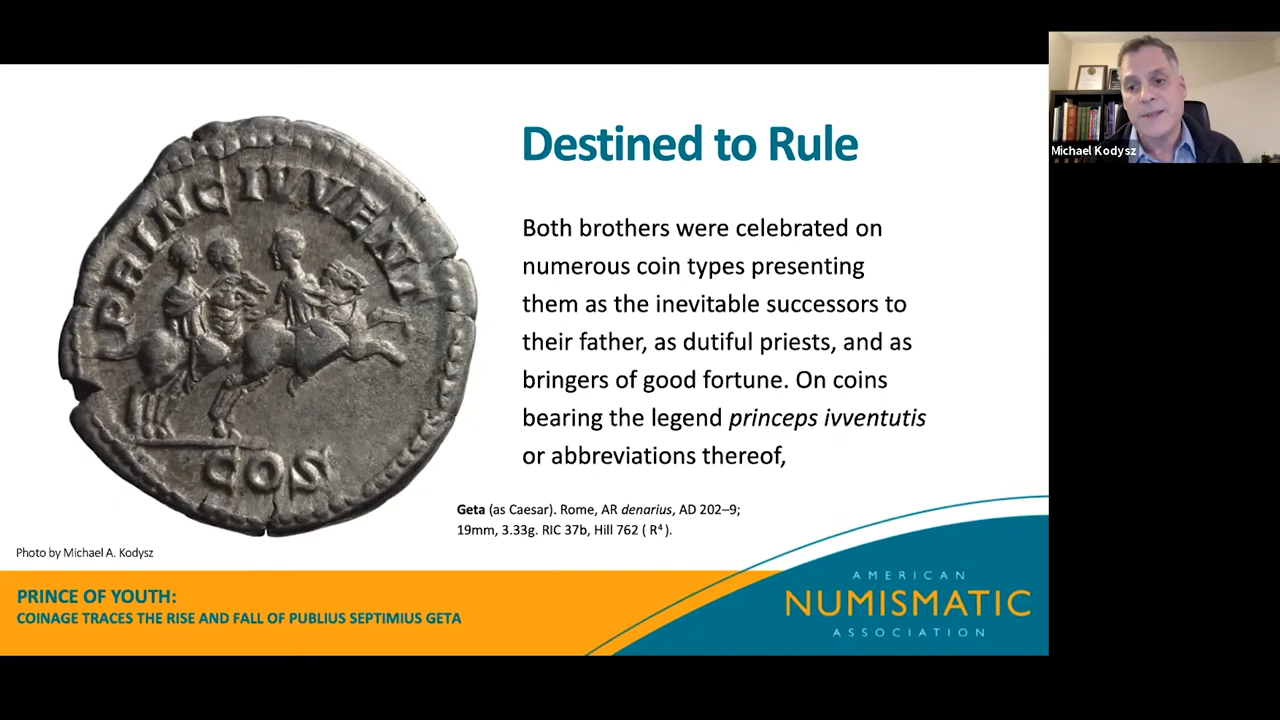 Destined to Rule
Both brothers were celebrated on
numerous coin types presenting
them as the inevitable successors to
their father, as dutiful priests, and as
bringers of good fortune. On coins
bearing the legend princeps ivventutis
or abbreviations thereof,
PRINC IVVENT
COS
Geta (as Caesar). Rome, AR denarius, AD 202–9;
19mm, 3.33g. RIC 37b, Hill 762 ( R⁴ ).
Photo by Michael A. Kodysz
PRINCE OF YOUTH:
COINAGE TRACES THE RISE AND FALL OF PUBLIUS SEPTIMIUS GETA
AMERICAN
NUMISMATIC
ASSOCIATION
Michael Kodysz